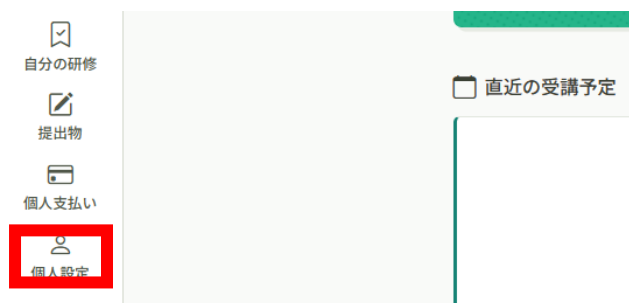 自分の研修
提出物
個人支払い
個人設定
直近の受講予定